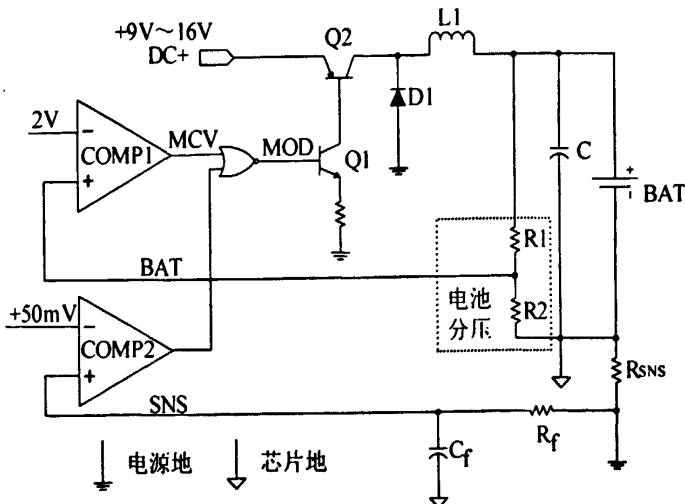 L1
+9V～16V
DC+
Q2
D1
2V
−
COMP1
+
MCV
MOD
Q1
C
+
-
BAT
R1
BAT
电池
分压
R2
+50mV
−
COMP2
+
RSNS
SNS
Rf
Cf
电源地
芯片地